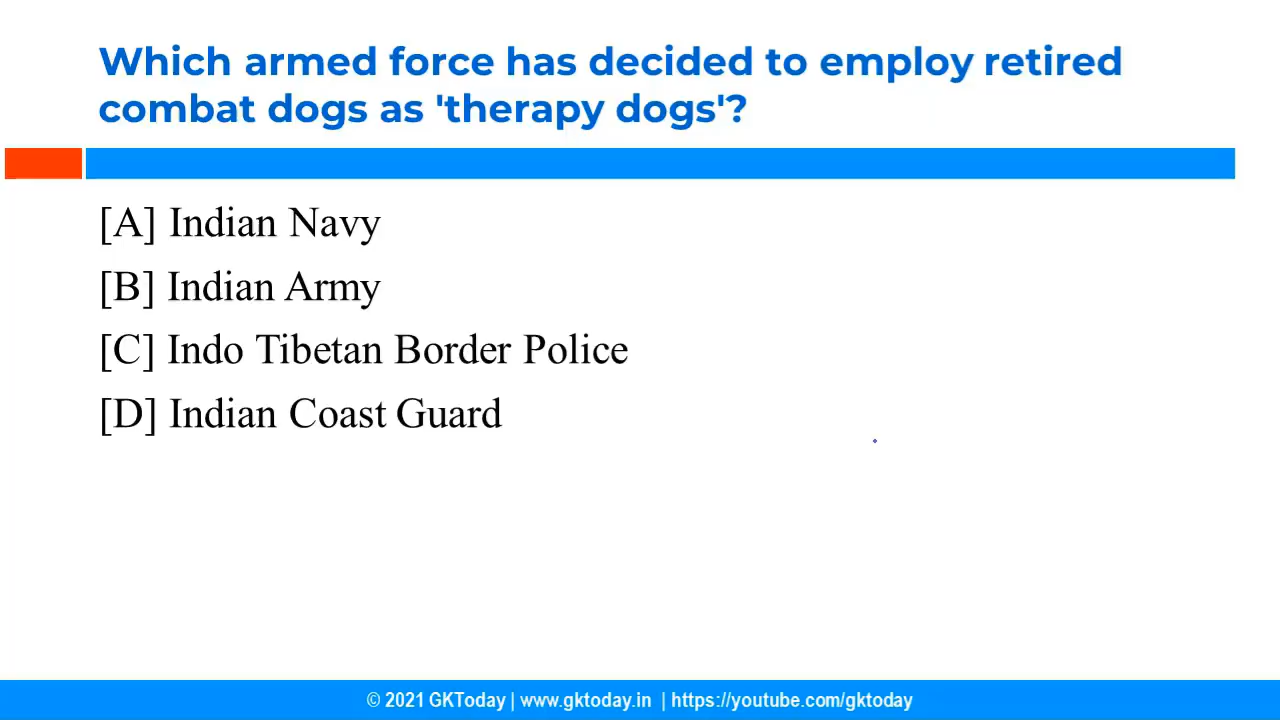 Which armed force has decided to employ retired
combat dogs as 'therapy dogs'?
[A] Indian Navy
[B] Indian Army
[C] Indo Tibetan Border Police
[D] Indian Coast Guard
© 2021 GKToday | www.gktoday.in | https://youtube.com/gktoday